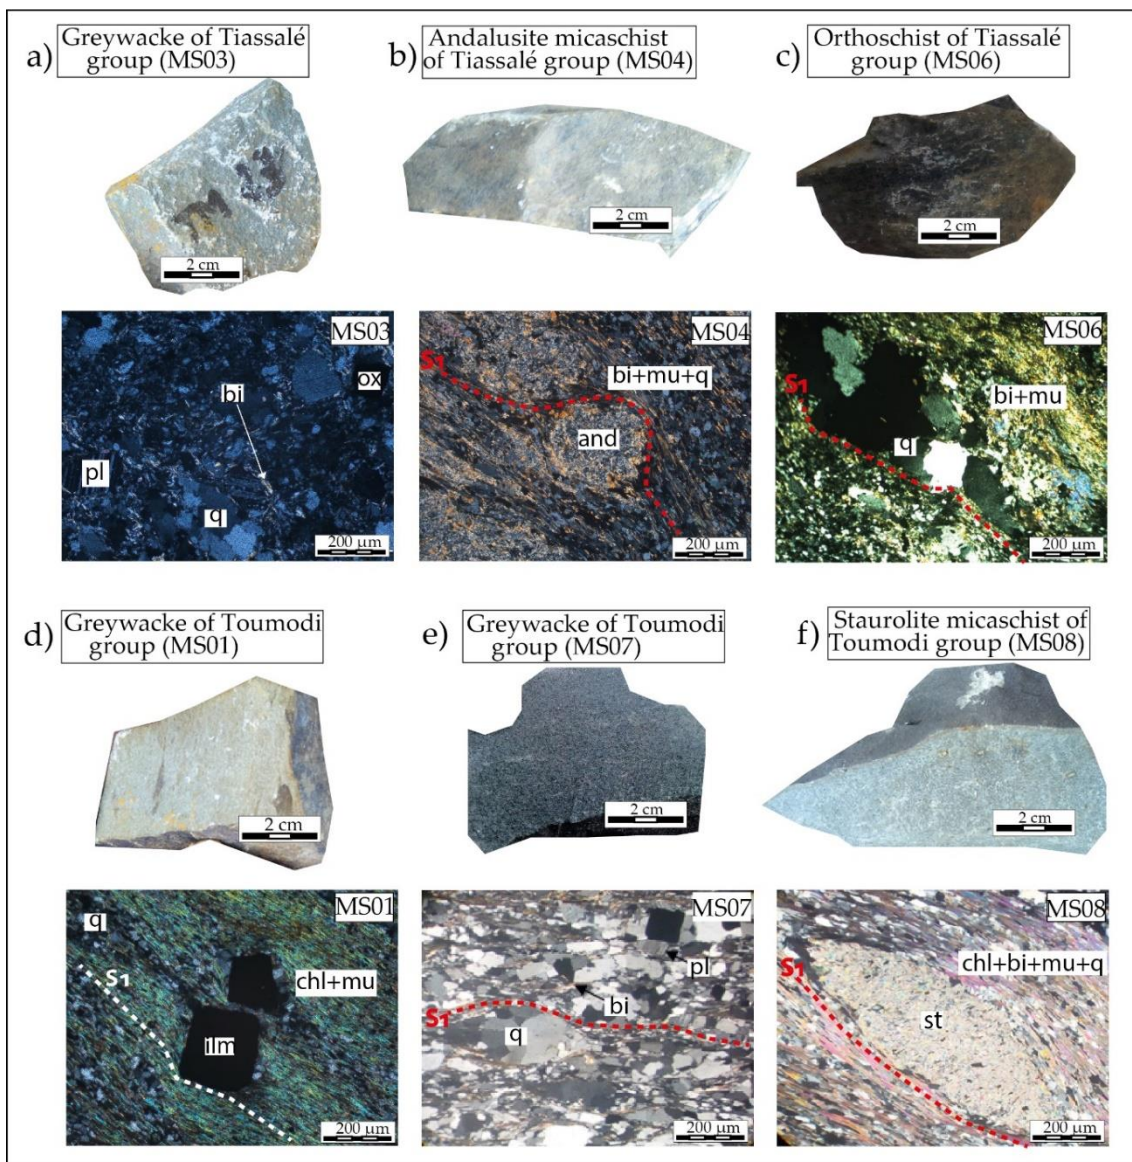 a)
Greywacke of Tiassalé
group (MS03)
b)
Andalusite micaschist
of Tiassalé group (MS04)
c)
Orthoschist of Tiassalé
group (MS06)
2 cm
2 cm
2 cm
MS03
ox
bi
pl
q
200 µm
MS04
S1
bi+mu+q
and
200 µm
MS06
S1
bi+mu
q
200 µm
d)
Greywacke of Toumodi
group (MS01)
e)
Greywacke of Toumodi
group (MS07)
f)
Staurolite micaschist of
Toumodi group (MS08)
2 cm
2 cm
2 cm
MS01
q
S1
chl+mu
ilm
200 µm
MS07
pl
bi
S1
q
200 µm
MS08
S1
chl+bi+mu+q
st
200 µm